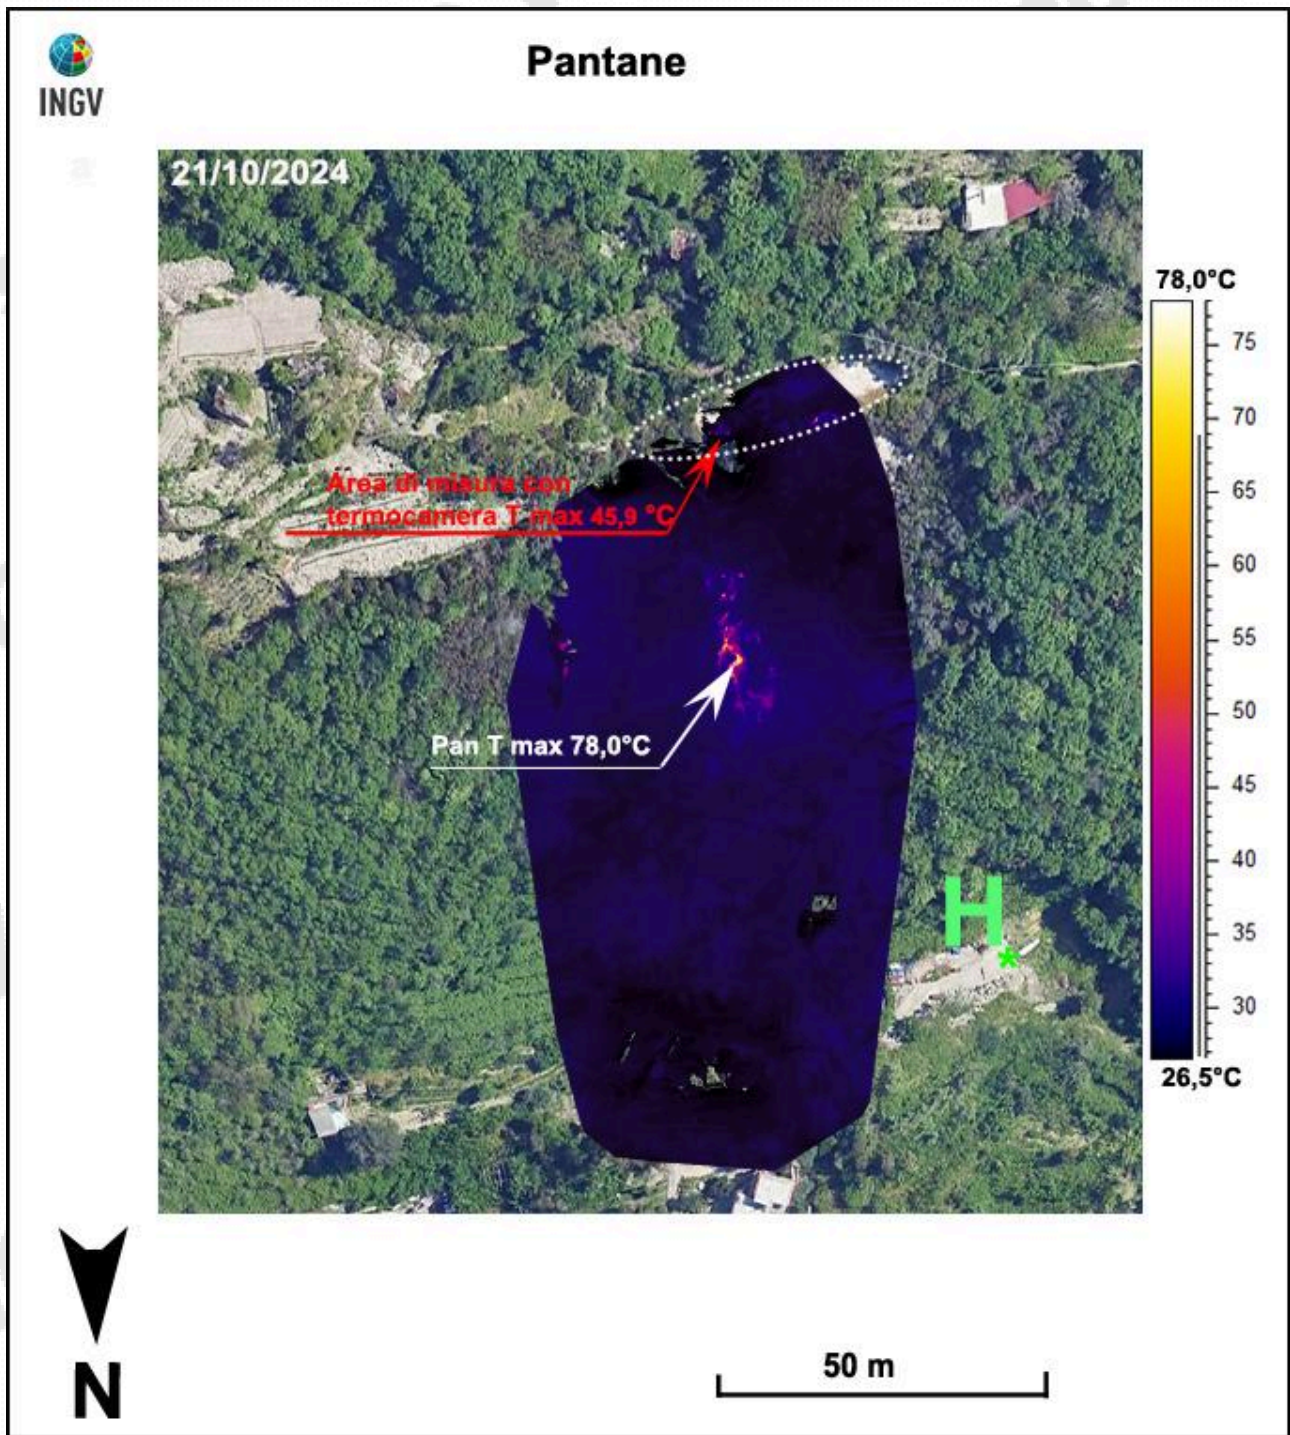 INGV
Pantane
21/10/2024
78,0°C
75
70
65
60
55
50
45
40
35
30
26,5°C
Area di misura con
termocamera T max 45,9 °C
Pan T max 78,0°C
H
*
N
50 m